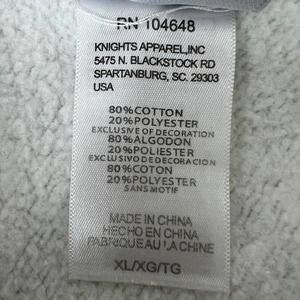 RN 104648
KNIGHTS APPAREL,INC
5475 N. BLACKSTOCK RD
SPARTANBURG, SC. 29303
USA
80%COTTON
20%POLYESTER
EXCLUSIVE OF DECORATION
80%ALGODON
20%POLIESTER
EXCLUSIVO DE DECORACION
80%COTON
20%POLYESTER
SANS MOTIF
MADE IN CHINA
HECHO EN CHINA
FABRIQUE AU LA CHINE
XL/XG/TG